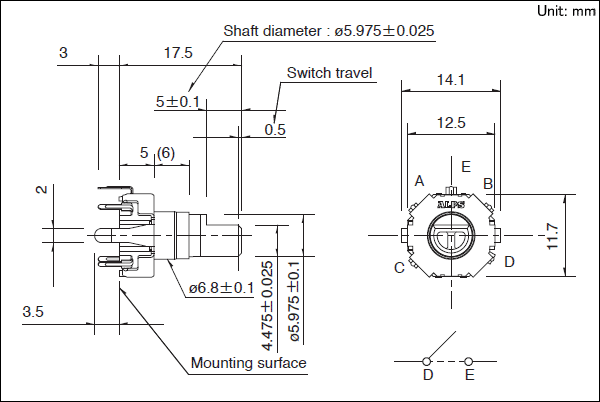 Unit: mm
Shaft diameter : ø5.975±0.025
3
17.5
Switch travel
14.1
5±0.1
0.5
12.5
5
(6)
E
A
B
2
ALPS
11.7
C
D
ø6.8±0.1
4.475±0.025
ø5.975±0.1
3.5
Mounting surface
D
E